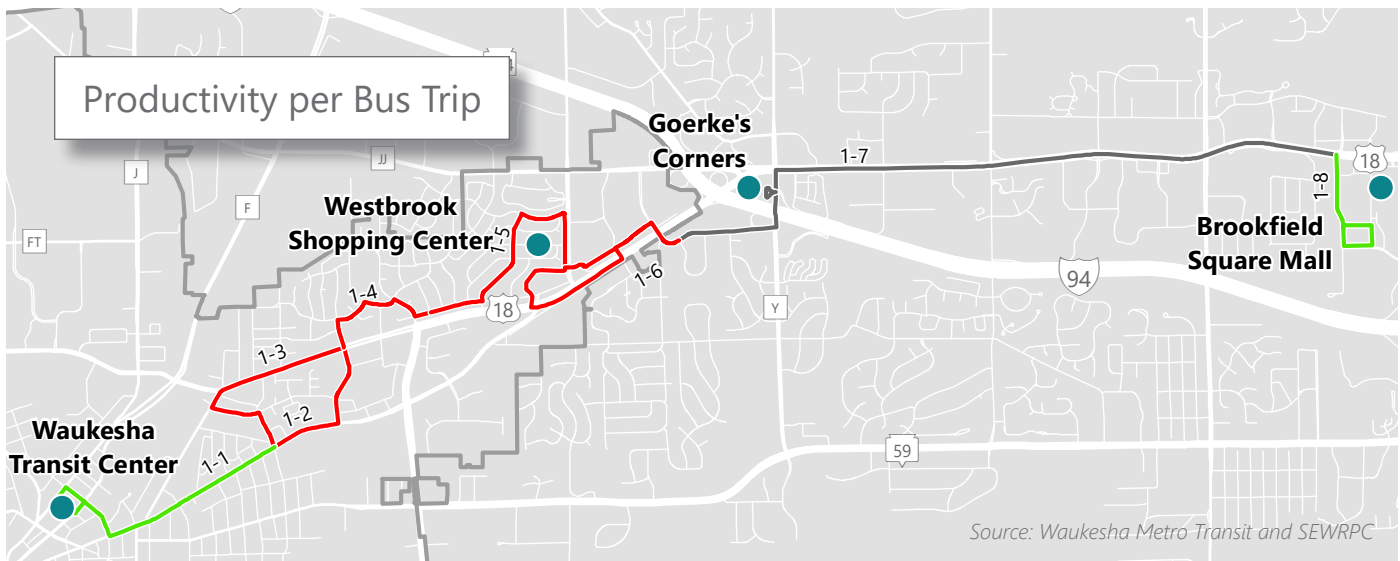 Productivity per Bus Trip
J
JJ
F
FT
Goerke's
Corners
1-7
18
1-8
Westbrook
Shopping Center
1-5
Brookfield
Square Mall
1-6
94
1-4
18
Y
1-3
1-2
Waukesha
Transit Center
1-1
59
Source: Waukesha Metro Transit and SEWRPC